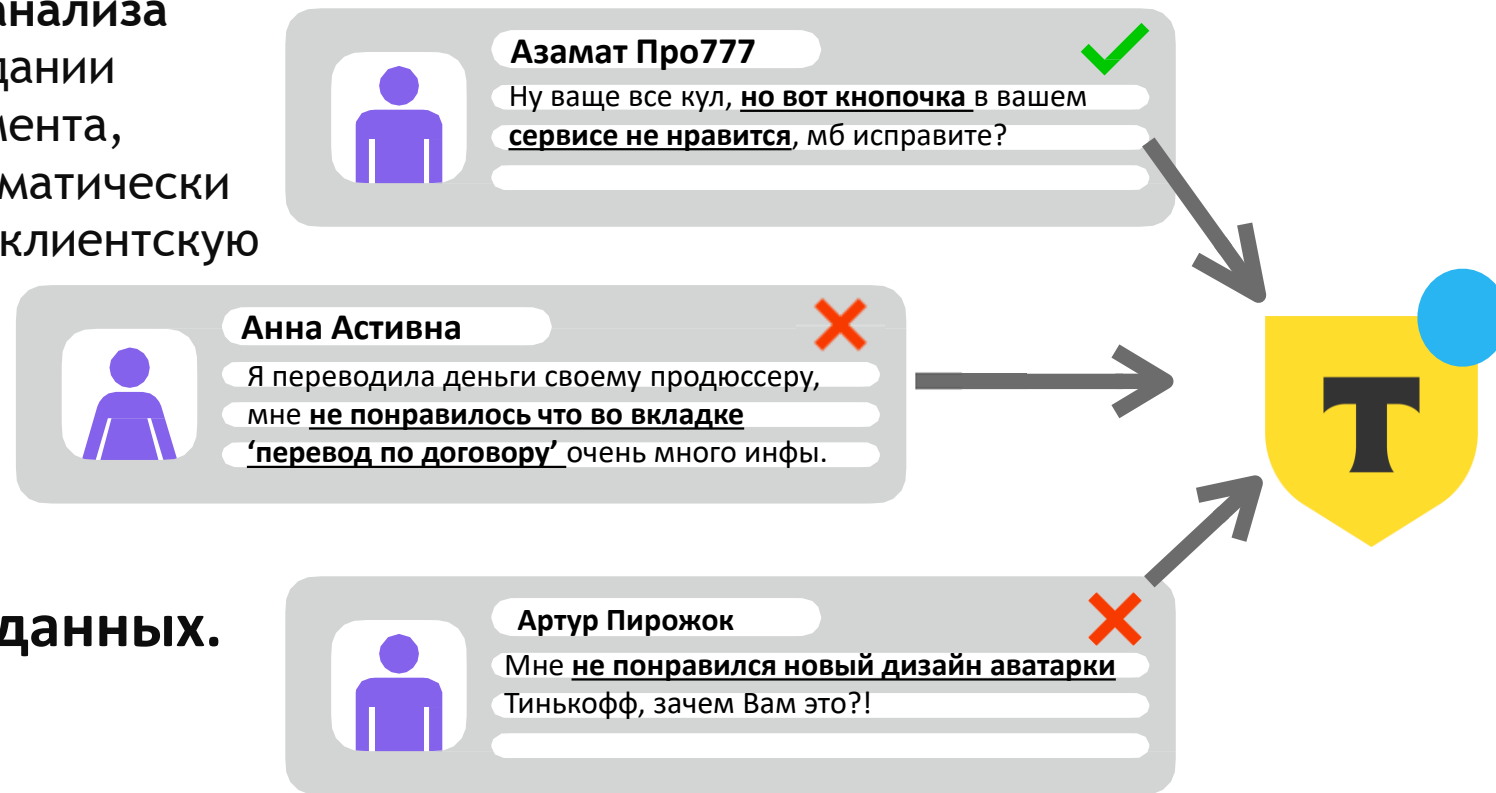 анализа
дании
мента,
матически
клиентскую
Азамат Про777
Ну ваще все кул, но вот кнопочка в вашем
сервисе не нравится, мб исправите?
Анна Астивна
Я переводила деньги своему продюссеру,
мне не понравилось что во вкладке
‘перевод по договору’ очень много инфы.
данных.
Артур Пирожок
Мне не понравился новый дизайн аватарки
Тинькофф, зачем Вам это?!
Т